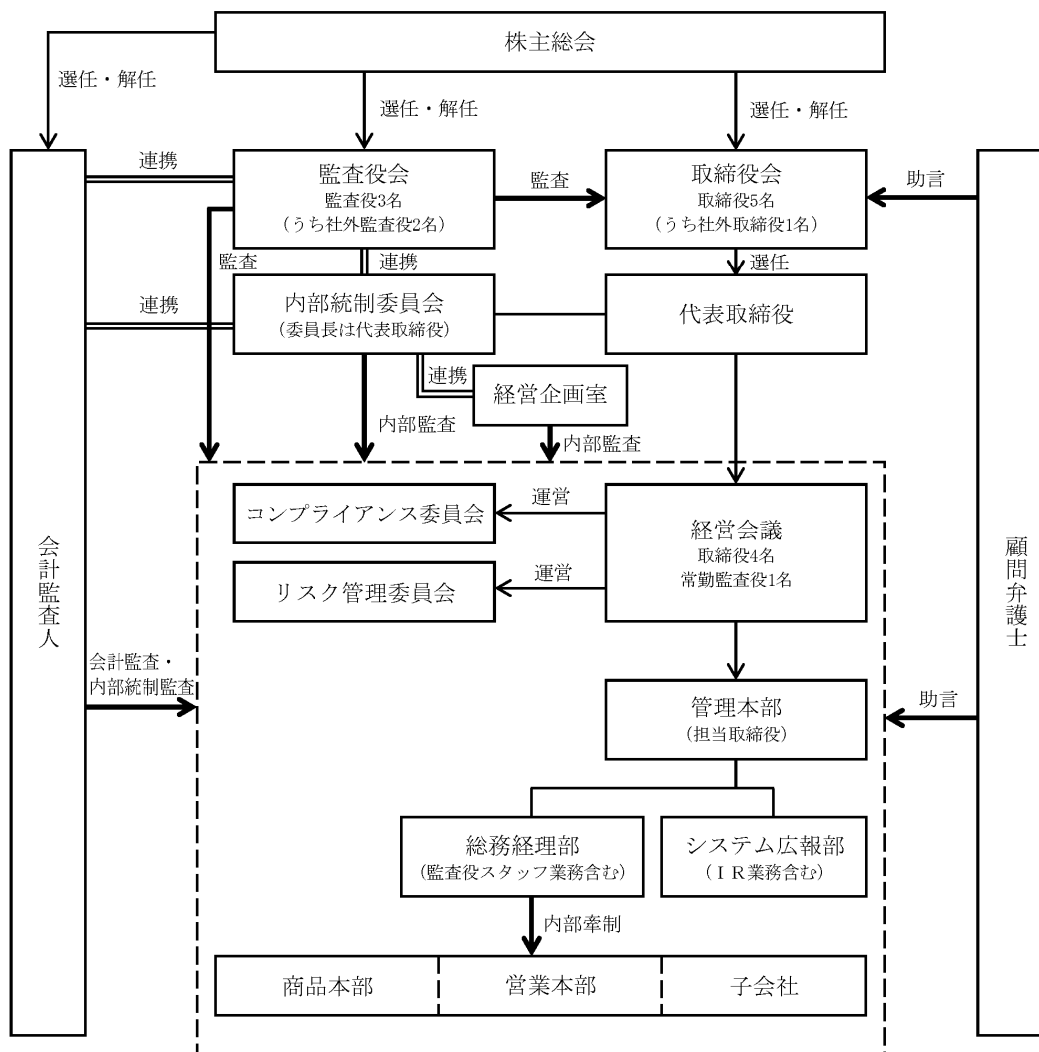 株主総会
選任・解任
選任・解任
選任・解任
連携
監査役会
監査役3名
(うち社外監査役2名)
監査
取締役会
取締役5名
(うち社外取締役1名)
助言
監査
連携
選任
連携
内部統制委員会
(委員長は代表取締役)
代表取締役
連携
経営企画室
内部監査
内部監査
コンプライアンス委員会
運営
経営会議
取締役4名
常勤監査役1名
リスク管理委員会
運営
会計監査人
顧問弁護士
会計監査・
内部統制監査
管理本部
(担当取締役)
助言
総務経理部
(監査役スタッフ業務含む)
システム広報部
(IR業務含む)
内部牽制
商品本部
営業本部
子会社